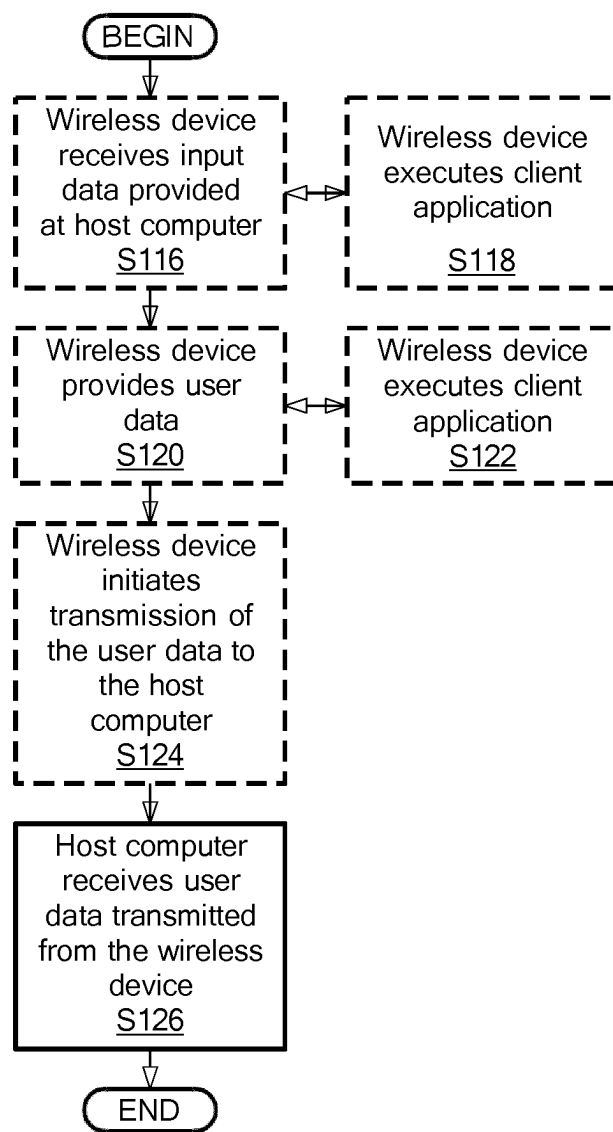 BEGIN
Wireless device
receives input
data provided
at host computer
S116
Wireless device
executes client
application
S118
Wireless device
provides user
data
S120
Wireless device
executes client
application
S122
Wireless device
initiates
transmission of
the user data to
the host
computer
S124
Host computer
receives user
data transmitted
from the wireless
device
S126
END